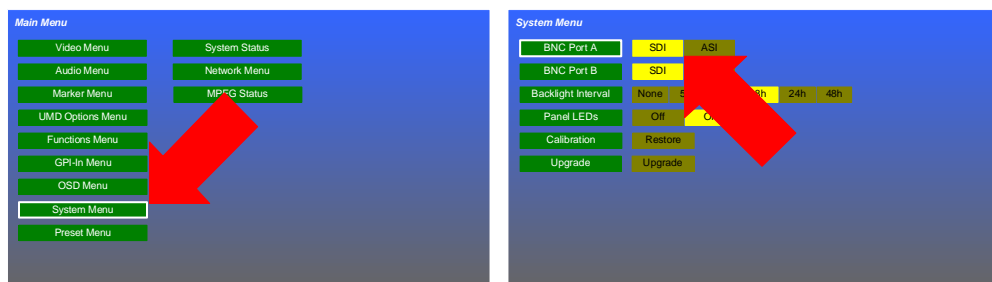 Main Menu
Video Menu System Status
Audio Menu Network Menu
Marker Menu MPEG Status
UMD Options Menu
Functions Menu
GPI-In Menu
OSD Menu
System Menu
Preset Menu
System Menu
BNC Port A SDI ASI
BNC Port B SDI
Backlight Interval None 24h 48h
Panel LEDs Off
Calibration Restore
Upgrade Upgrade